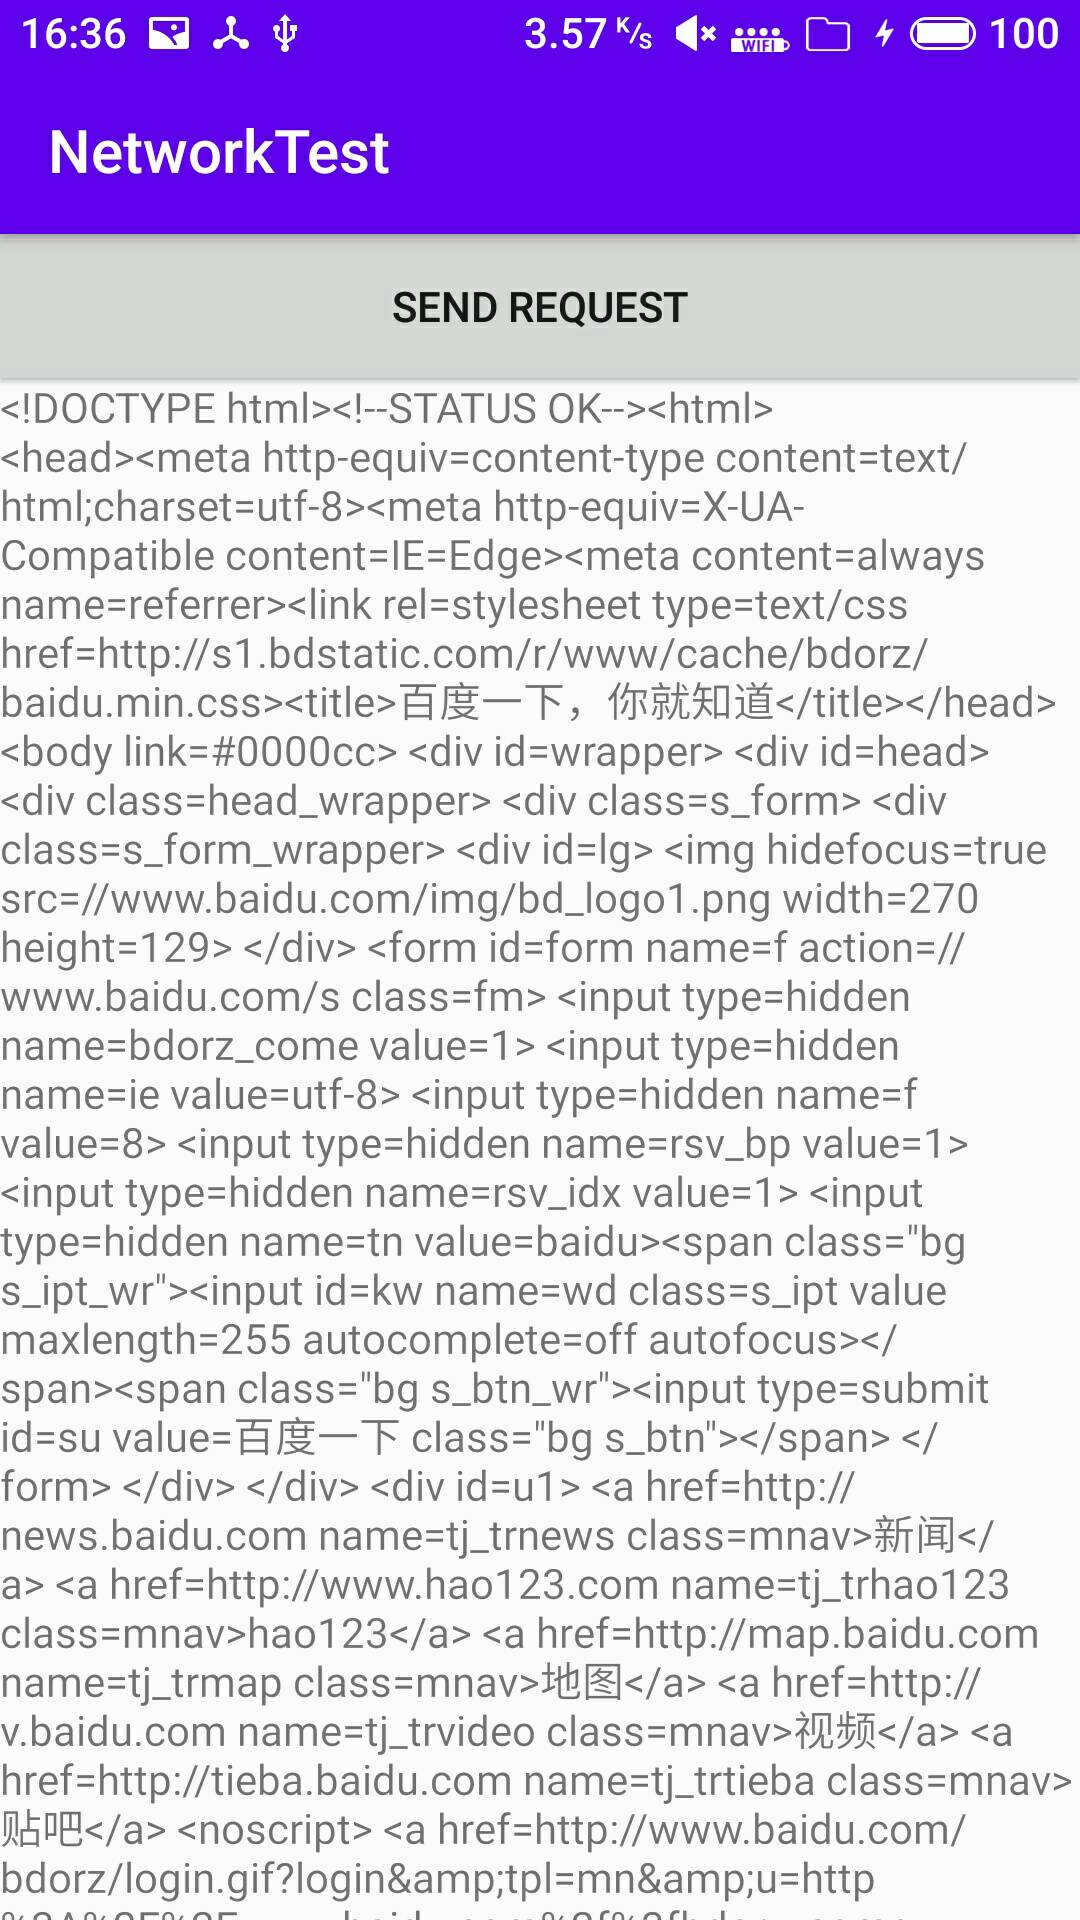 16:36 3.57 K/s WIFI 100
NetworkTest
SEND REQUEST
<!DOCTYPE html><!--STATUS OK--><html>
<head><meta http-equiv=content-type content=text/
html;charset=utf-8><meta http-equiv=X-UA-
Compatible content=IE=Edge><meta content=always
name=referrer><link rel=stylesheet type=text/css
href=http://s1.bdstatic.com/r/www/cache/bdorz/
baidu.min.css><title>百度一下，你就知道</title></head>
<body link=#0000cc> <div id=wrapper> <div id=head>
<div class=head_wrapper> <div class=s_form> <div
class=s_form_wrapper> <div id=lg> <img hidefocus=true
src=//www.baidu.com/img/bd_logo1.png width=270
height=129> </div> <form id=form name=f action=//
www.baidu.com/s class=fm> <input type=hidden
name=bdorz_come value=1> <input type=hidden
name=ie value=utf-8> <input type=hidden name=f
value=8> <input type=hidden name=rsv_bp value=1>
<input type=hidden name=rsv_idx value=1> <input
type=hidden name=tn value=baidu><span class="bg
s_ipt_wr"><input id=kw name=wd class=s_ipt value
maxlength=255 autocomplete=off autofocus></
span><span class="bg s_btn_wr"><input type=submit
id=su value=百度一下 class="bg s_btn"></span> </
form> </div> </div> <div id=u1> <a href=http://
news.baidu.com name=tj_trnews class=mnav>新闻</
a> <a href=http://www.hao123.com name=tj_trhao123
class=mnav>hao123</a> <a href=http://map.baidu.com
name=tj_trmap class=mnav>地图</a> <a href=http://
v.baidu.com name=tj_trvideo class=mnav>视频</a> <a
href=http://tieba.baidu.com name=tj_trtieba class=mnav>
贴吧</a> <noscript> <a href=http://www.baidu.com/
bdorz/login.gif?login&amp;tpl=mn&amp;u=http